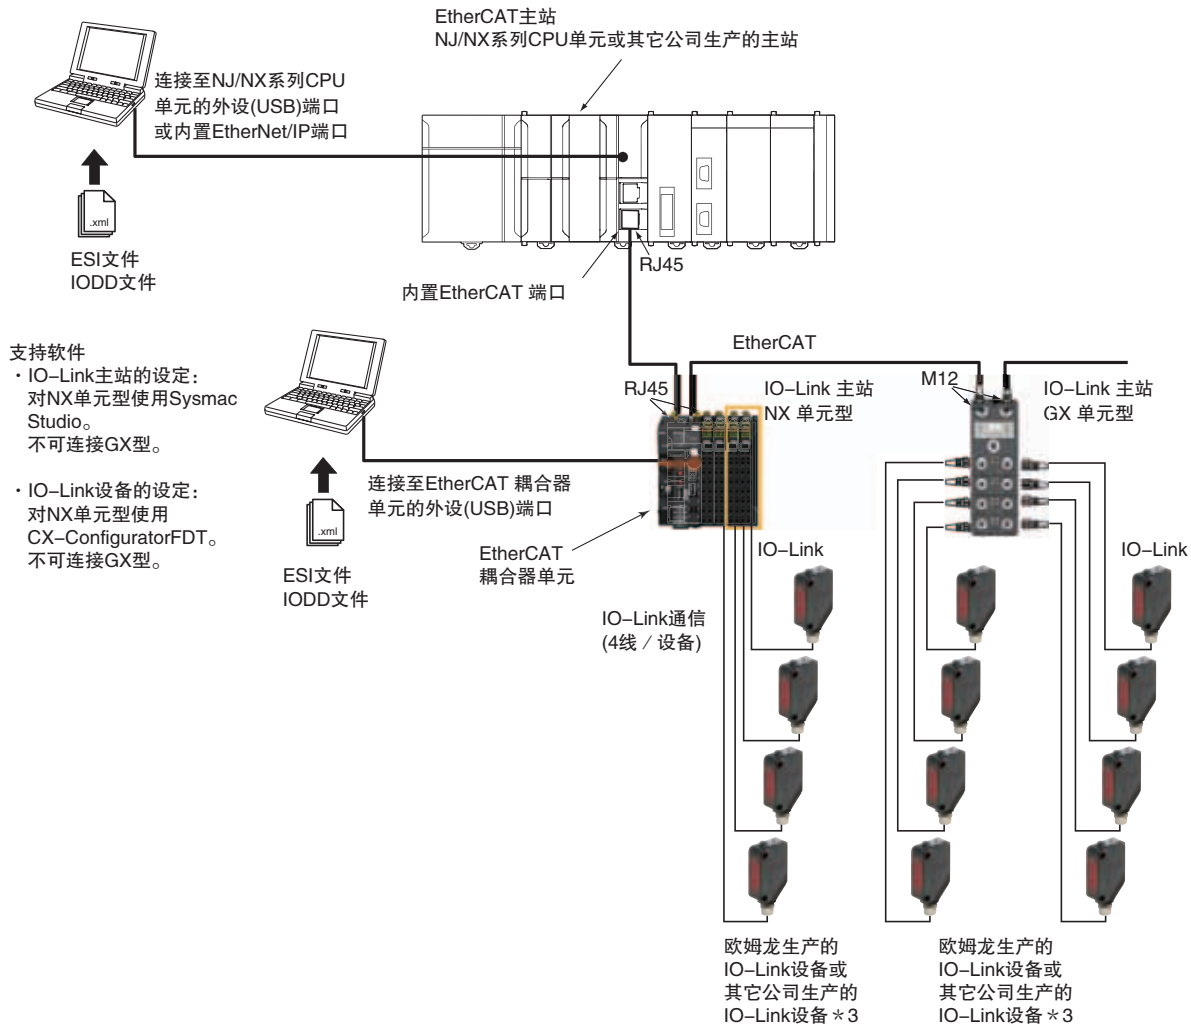 EtherCAT主站
NJ/NX系列CPU单元或其它公司生产的主站
连接至NJ/NX系列CPU
单元的外设(USB)端口
或内置EtherNet/IP端口
.xml
ESI文件
IODD文件
RJ45
内置EtherCAT 端口
支持软件
・IO–Link主站的设定：
对NX单元型使用Sysmac
Studio。
不可连接GX型。
・IO–Link设备的设定：
对NX单元型使用
CX–ConfiguratorFDT。
不可连接GX型。
.xml
ESI文件
IODD文件
连接至EtherCAT 耦合器
单元的外设(USB)端口
EtherCAT
RJ45
IO–Link 主站
NX 单元型
M12
IO–Link 主站
GX 单元型
EtherCAT
耦合器单元
IO–Link
IO–Link
IO–Link通信
(4线 / 设备)
欧姆龙生产的
IO–Link设备或
其它公司生产的
IO–Link设备＊3
欧姆龙生产的
IO–Link设备或
其它公司生产的
IO–Link设备＊3